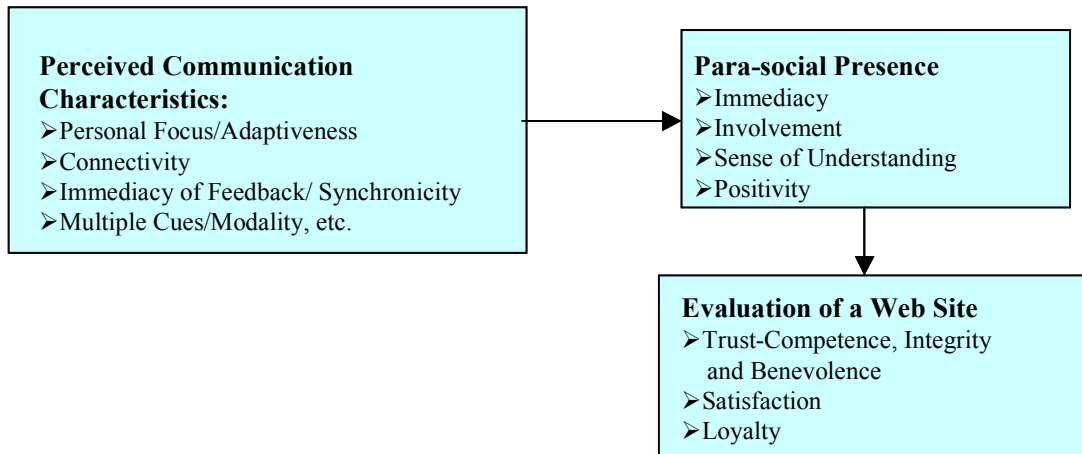 Perceived Communication
Characteristics:
➢Personal Focus/Adaptiveness
➢Connectivity
➢Immediacy of Feedback/ Synchronicity
➢Multiple Cues/Modality, etc.
Para-social Presence
➢Immediacy
➢Involvement
➢Sense of Understanding
➢Positivity
Evaluation of a Web Site
➢Trust-Competence, Integrity
and Benevolence
➢Satisfaction
➢Loyalty